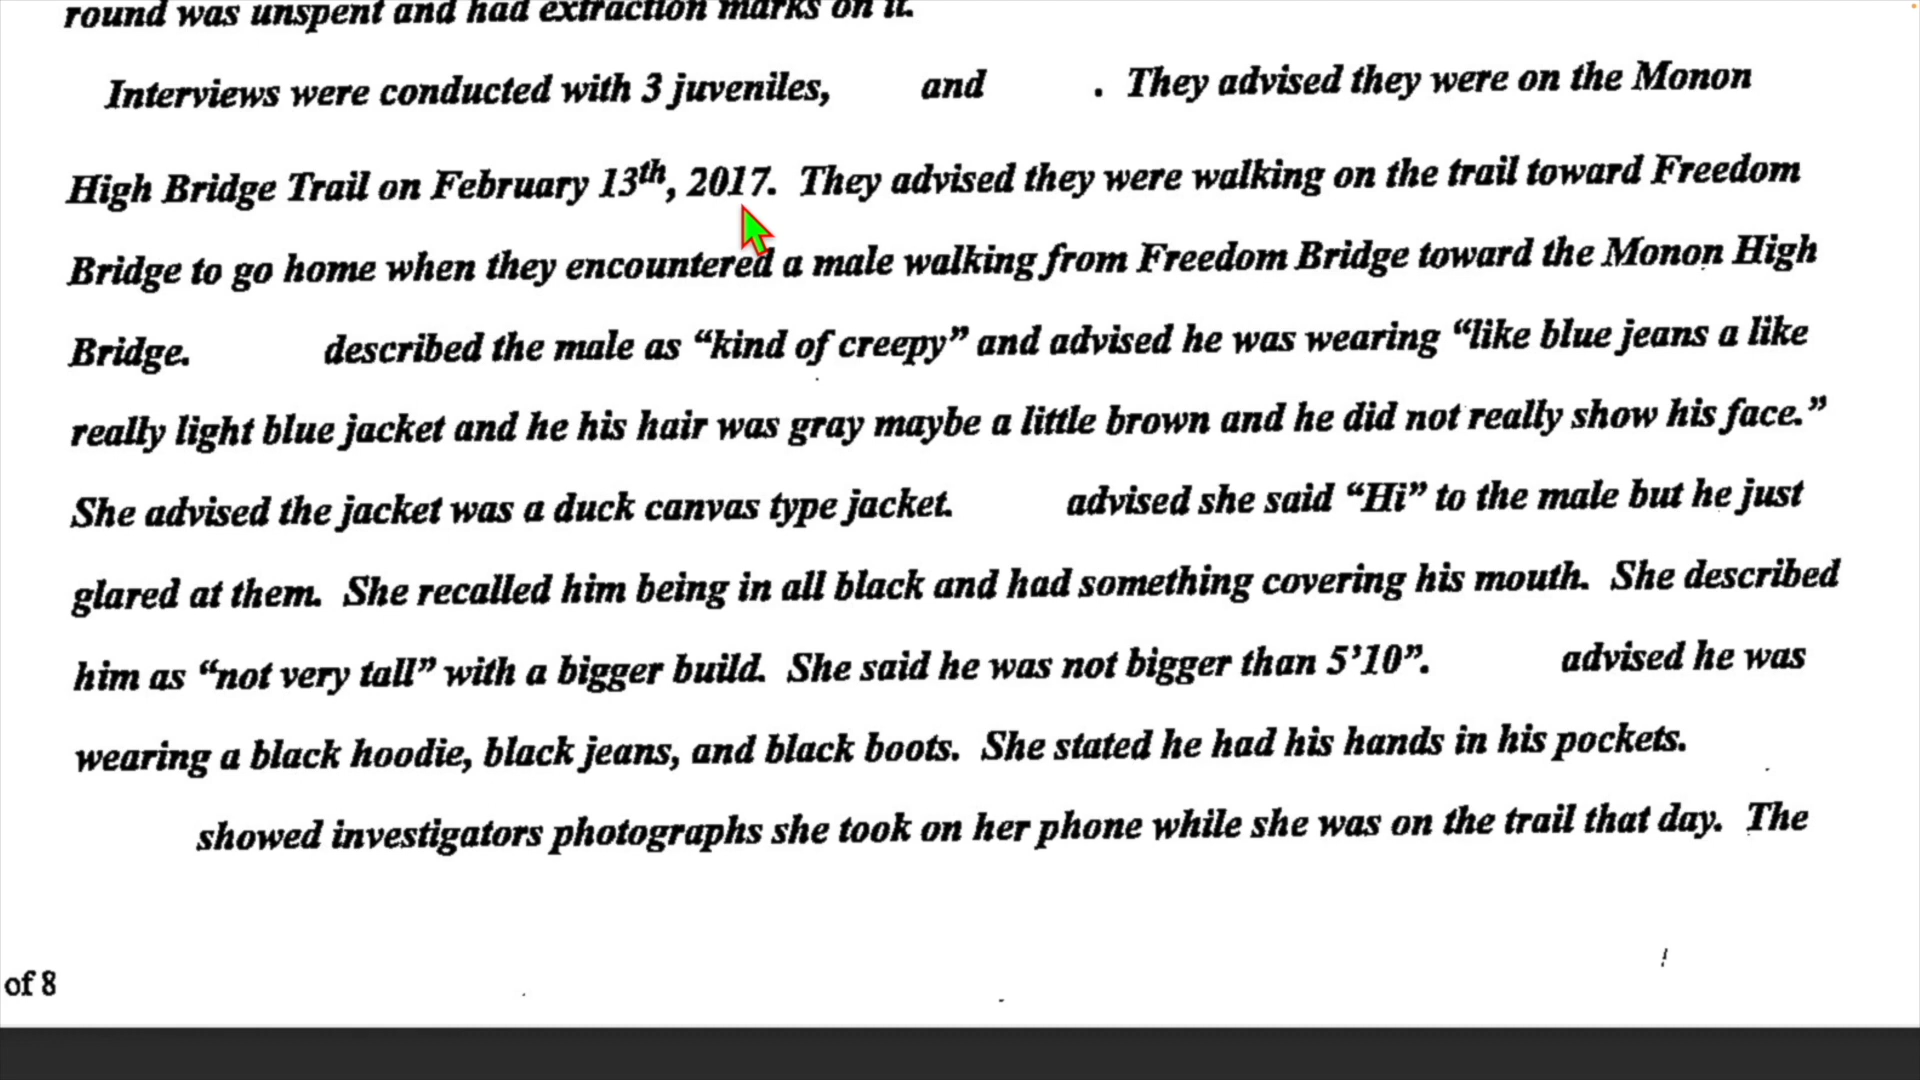 round was unspent and had extraction marks on it.
Interviews were conducted with 3 juveniles, and . They advised they were on the Monon
High Bridge Trail on February 13th, 2017. They advised they were walking on the trail toward Freedom
Bridge to go home when they encountered a male walking from Freedom Bridge toward the Monon High
Bridge. described the male as “kind of creepy” and advised he was wearing “like blue jeans a like
really light blue jacket and he his hair was gray maybe a little brown and he did not really show his face.”
She advised the jacket was a duck canvas type jacket. advised she said “Hi” to the male but he just
glared at them. She recalled him being in all black and had something covering his mouth. She described
him as “not very tall” with a bigger build. She said he was not bigger than 5’10”. advised he was
wearing a black hoodie, black jeans, and black boots. She stated he had his hands in his pockets.
showed investigators photographs she took on her phone while she was on the trail that day. The
of 8